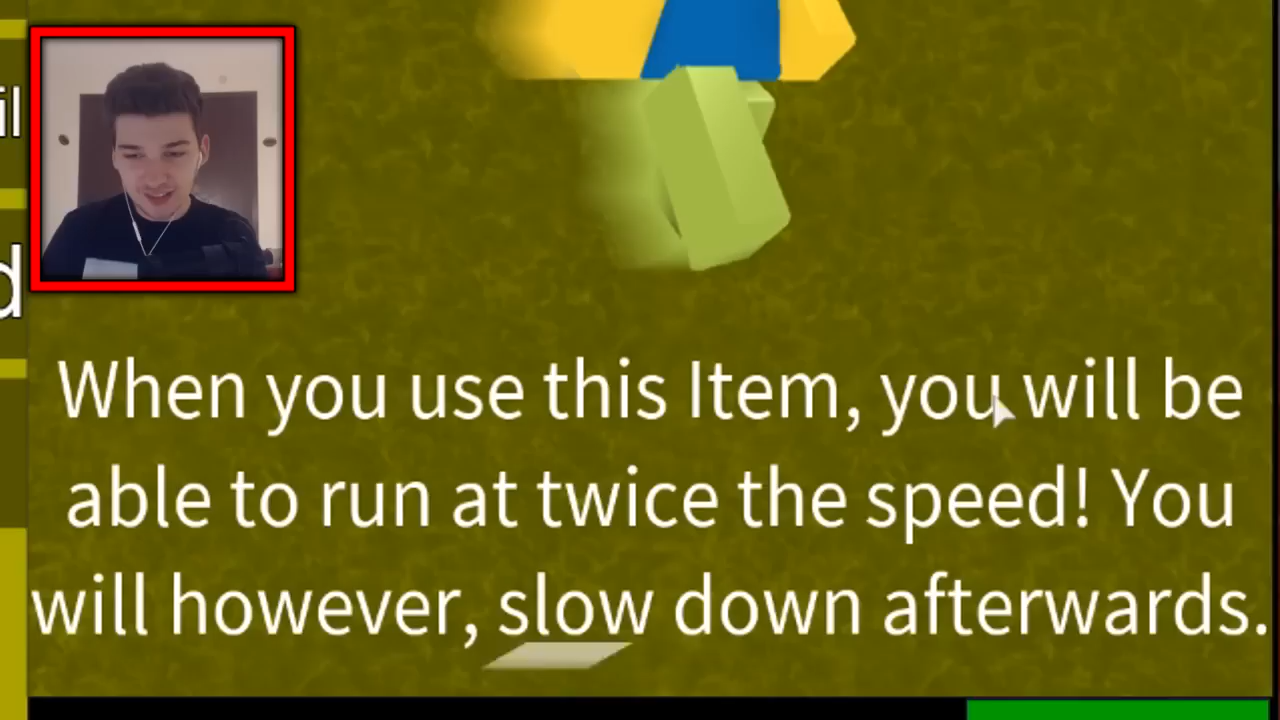 il
d
When you use this Item, you will be
able to run at twice the speed! You
will however, slow down afterwards.